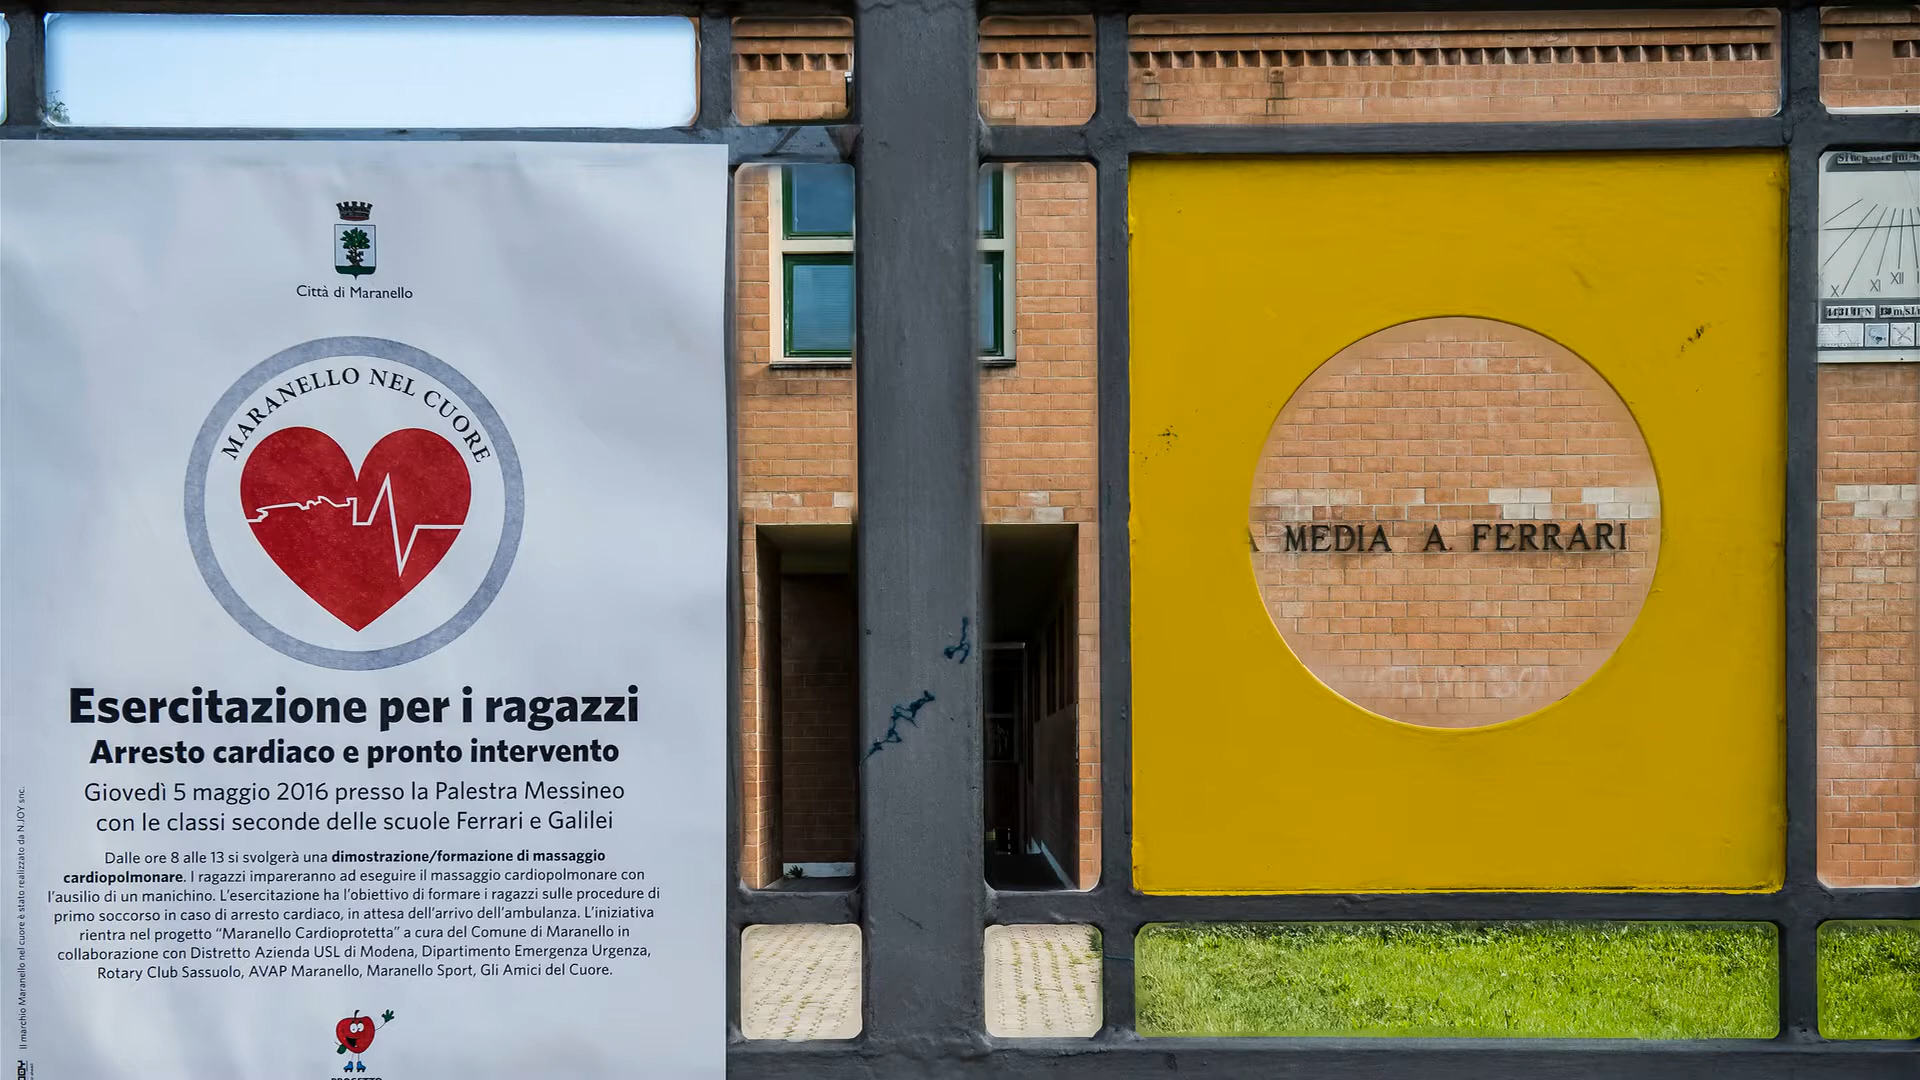 Città di Maranello
MARANELLO NEL CUORE
Esercitazione per i ragazzi
Arresto cardiaco e pronto intervento
Giovedì 5 maggio 2016 presso la Palestra Messineo
con le classi seconde delle scuole Ferrari e Galilei
Dalle ore 8 alle 13 si svolgerà una dimostrazione/formazione di massaggio
cardiopolmonare. I ragazzi impareranno ad eseguire il massaggio cardiopolmonare con
l'ausilio di un manichino. L'esercitazione ha l'obiettivo di formare i ragazzi sulle procedure di
primo soccorso in caso di arresto cardiaco, in attesa dell'arrivo dell'ambulanza. L'iniziativa
rientra nel progetto “Maranello Cardioprotetta” a cura del Comune di Maranello in
collaborazione con Distretto Azienda USL di Modena, Dipartimento Emergenza Urgenza,
Rotary Club Sassuolo, AVAP Maranello, Maranello Sport, Gli Amici del Cuore.
PROGETTO
Il marchio Maranello nel cuore è stato realizzato da N.JOY snc.
A MEDIA A. FERRARI
X XI XII